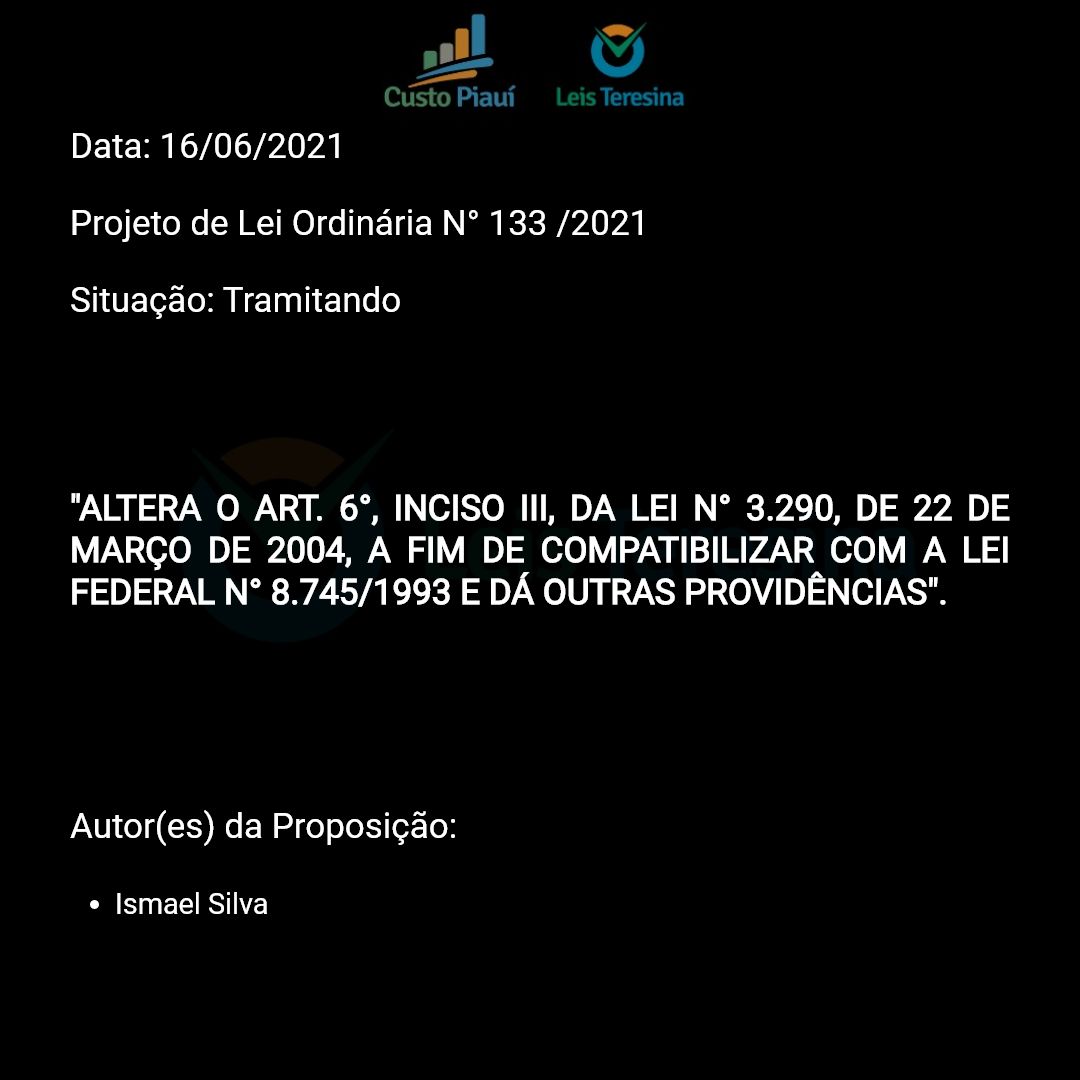 Custo Piauí
Leis Teresina
Data: 16/06/2021
Projeto de Lei Ordinária N° 133 /2021
Situação: Tramitando
"ALTERA O ART. 6°, INCISO III, DA LEI N° 3.290, DE 22 DE
MARÇO DE 2004, A FIM DE COMPATIBILIZAR COM A LEI
FEDERAL N° 8.745/1993 E DÁ OUTRAS PROVIDÊNCIAS".
Autor(es) da Proposição:
• Ismael Silva